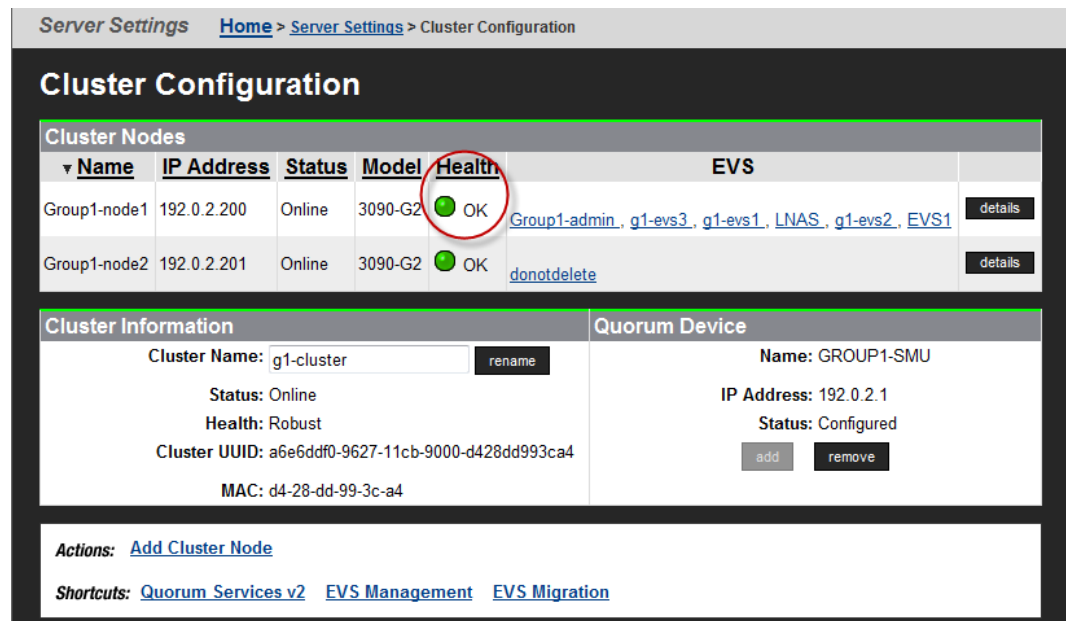 Server Settings Home > Server Settings > Cluster Configuration
Cluster Configuration
Cluster Nodes
▼ Name IP Address Status Model Health EVS
Group1-node1 192.0.2.200 Online 3090-G2 OK Group1-admin , g1-evs3 , g1-evs1 , LNAS , g1-evs2 , EVS1 details
Group1-node2 192.0.2.201 Online 3090-G2 OK donotdelete details
Cluster Information
Cluster Name: g1-cluster rename
Status: Online
Health: Robust
Cluster UUID: a6e6ddf0-9627-11cb-9000-d428dd993ca4
MAC: d4-28-dd-99-3c-a4
Quorum Device
Name: GROUP1-SMU
IP Address: 192.0.2.1
Status: Configured
add remove
Actions: Add Cluster Node
Shortcuts: Quorum Services v2 EVS Management EVS Migration